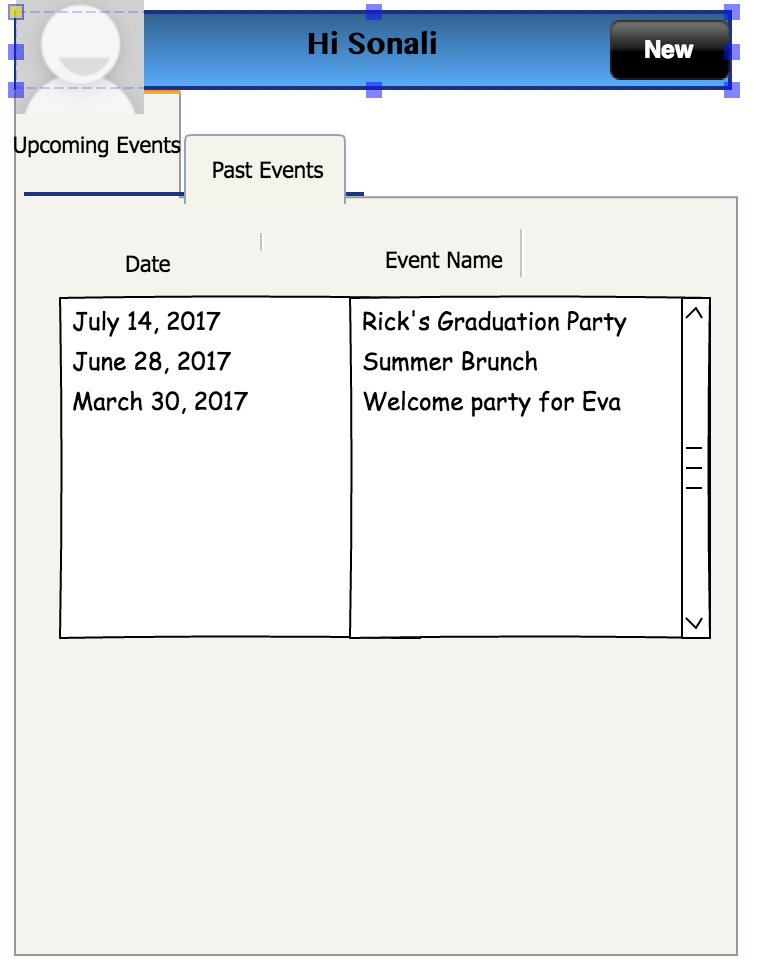 Hi Sonali
New
Upcoming Events
Past Events
Date
Event Name
July 14, 2017
Rick's Graduation Party
June 28, 2017
Summer Brunch
March 30, 2017
Welcome party for Eva